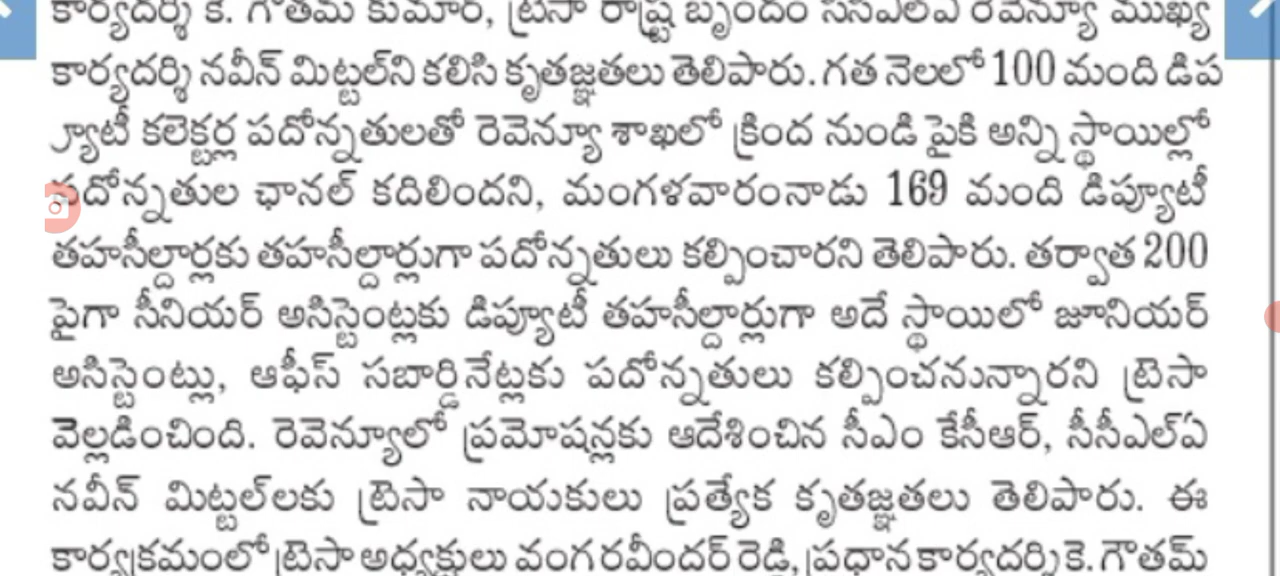 కార్యదర్శి కె. గౌతమ్ కుమార్, ట్రెసా రాష్ట్ర బృందం సీసీఎల్ఏ రెవెన్యూ ముఖ్య
కార్యదర్శి నవీన్ మిట్టల్‌ని కలిసి కృతజ్ఞతలు తెలిపారు. గత నెలలో 100 మంది డిప
్యూటీ కలెక్టర్ల పదోన్నతులతో రెవెన్యూ శాఖలో క్రింద నుండి పైకి అన్ని స్థాయిల్లో
పదోన్నతుల ఛానల్ కదిలిందని, మంగళవారంనాడు 169 మంది డిప్యూటీ
తహసీల్దార్లకు తహసీల్దార్లుగా పదోన్నతులు కల్పించారని తెలిపారు. తర్వాత 200
పైగా సీనియర్ అసిస్టెంట్లకు డిప్యూటీ తహసీల్దార్లుగా అదే స్థాయిలో జూనియర్
అసిస్టెంట్లు, ఆఫీస్ సబార్డినేట్లకు పదోన్నతులు కల్పించనున్నారని ట్రెసా
వెల్లడించింది. రెవెన్యూలో ప్రమోషన్లకు ఆదేశించిన సీఎం కేసీఆర్, సీసీఎల్ఏ
నవీన్ మిట్టల్‌లకు ట్రెసా నాయకులు ప్రత్యేక కృతజ్ఞతలు తెలిపారు. ఈ
కార్యక్రమంలో ట్రెసా అధ్యక్షులు వంగ రవీందర్ రెడ్డి, ప్రధాన కార్యదర్శి కె. గౌతమ్